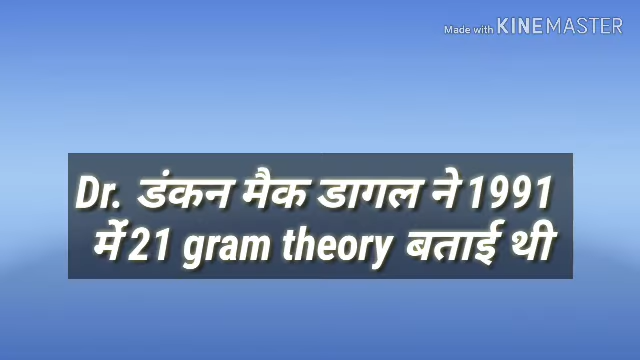 Made with KINEMASTER
Dr. डंकन मैक डागल ने 1991
में 21 gram theory बताई थी